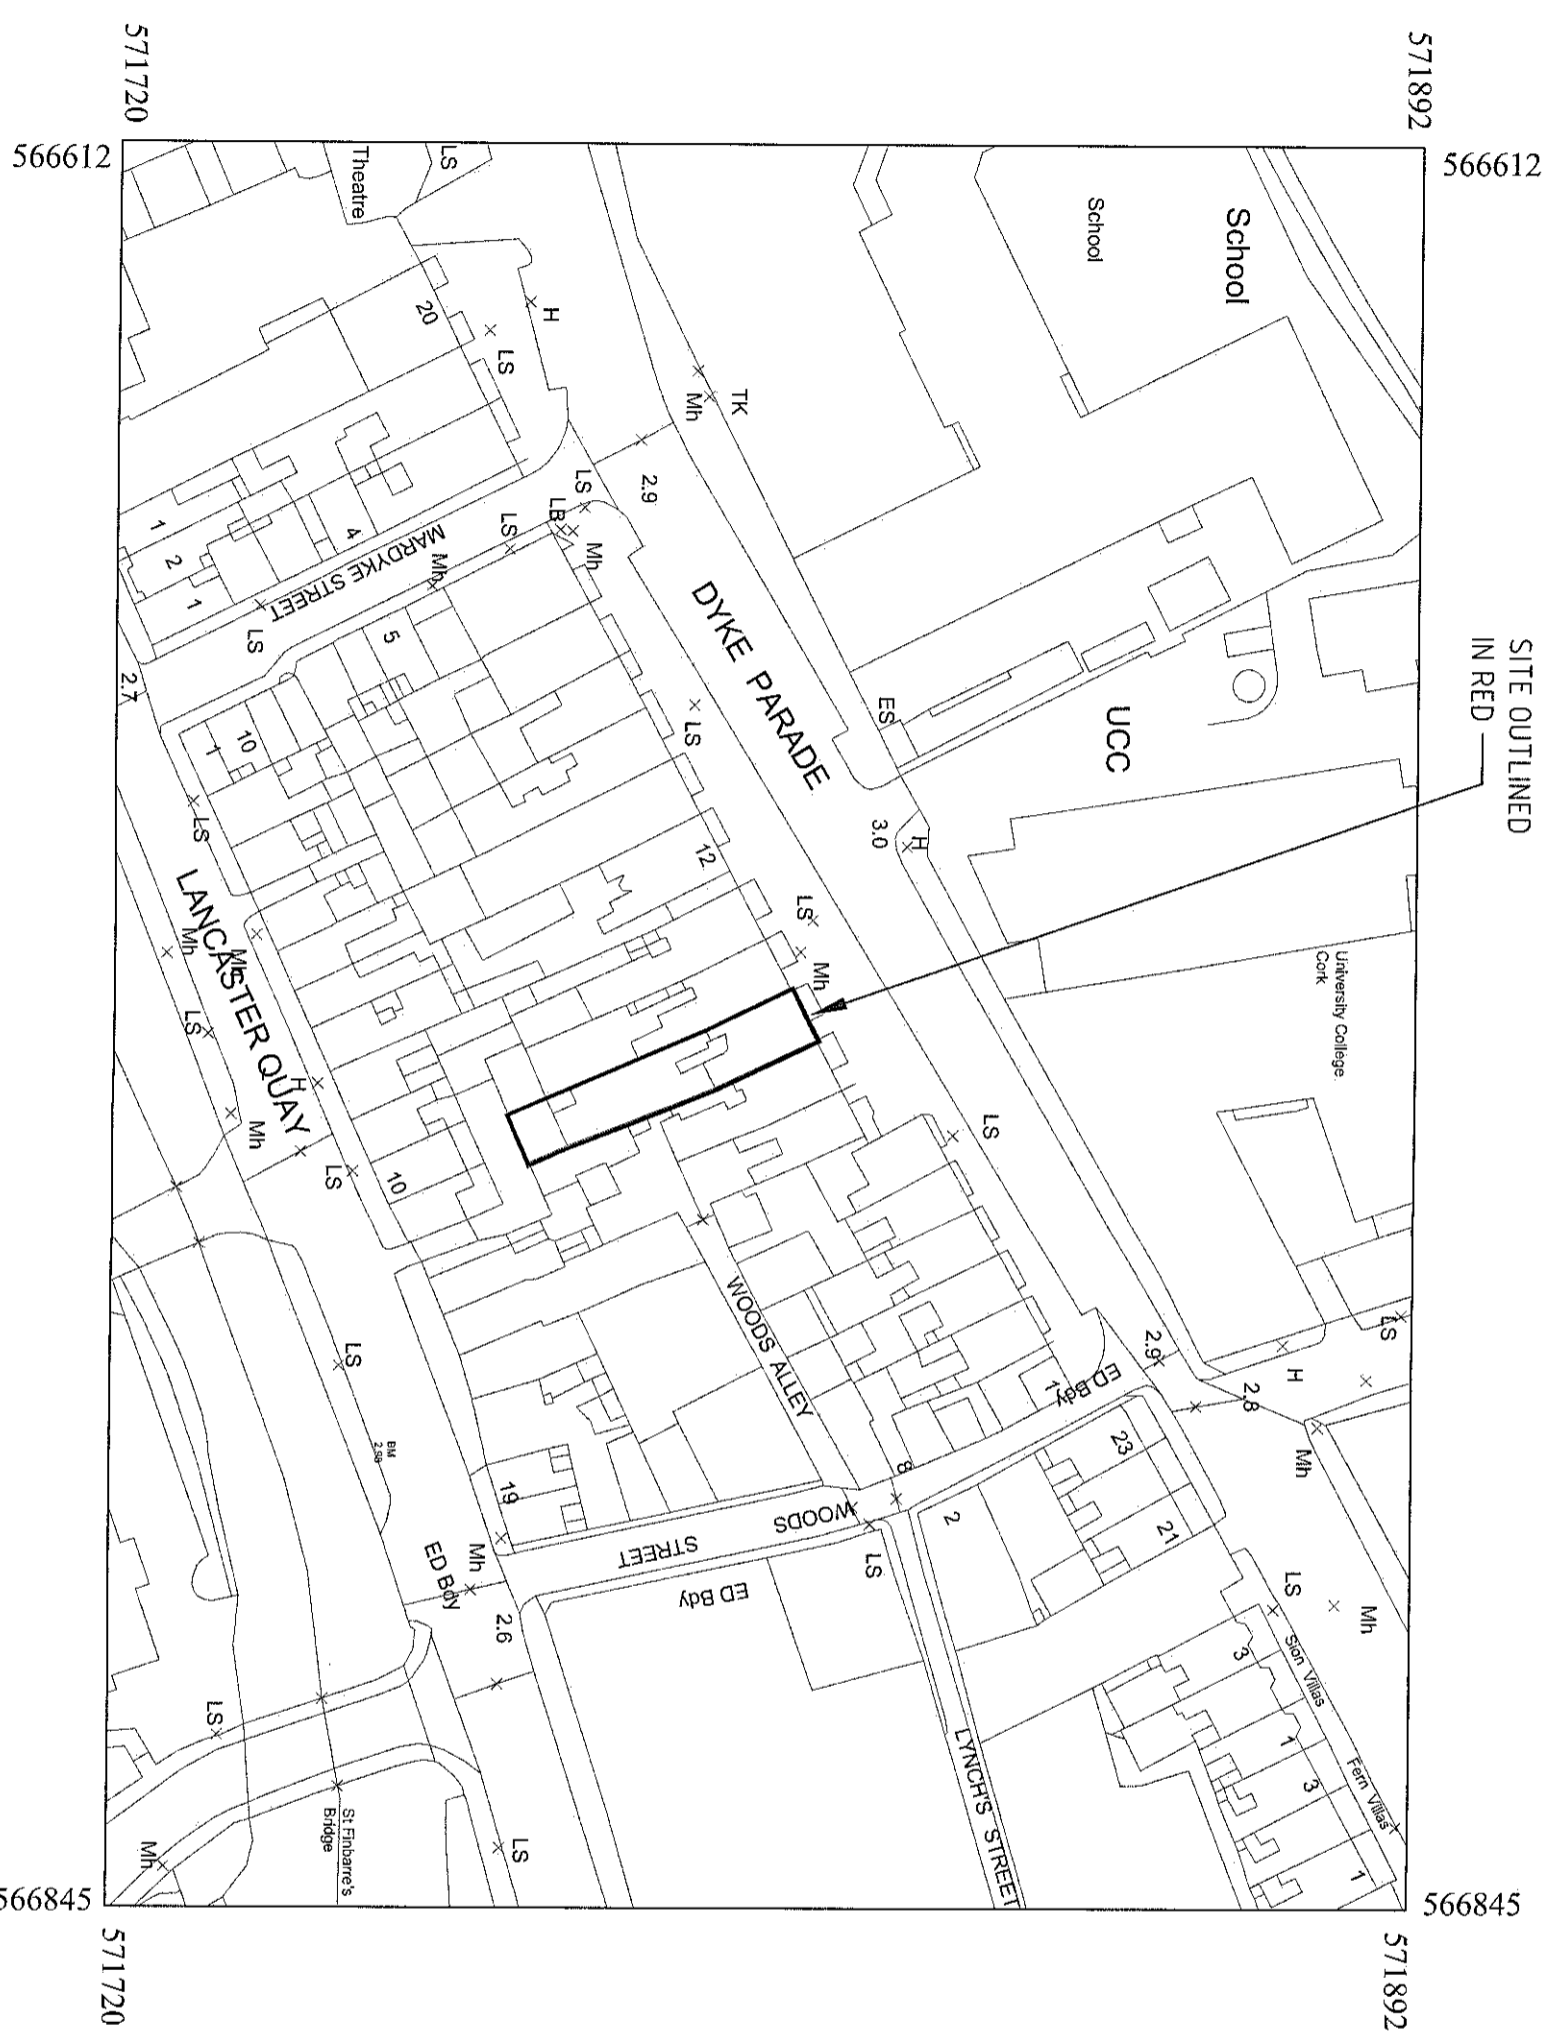 571720
571892
566612
566612
SITE OUTLINED
IN RED
Theatre
LS
School
School
20
H
LS
TK
Mh
2.9
LS
LB
Mh
LS
Mh
4
1
2
1
MARDYKE STREET
LS
2.7
5
10
1
LS
DYKE PARADE
LS
ES
UCC
3.0
H
12
LS
Mh
University College
Cork
LANCASTER QUAY
Mh
Mh
LS
H
Mh
LS
10
LS
WOODS ALLEY
LS
H
2.9
2.8
Mh
1
ED Bdy
8
23
21
2
LS
BM
19
WOODS
STREET
LS
ED Bdy
Mh
ED Bdy
2.6
LS
Mh
Sion Villas
3
1
3
1
Fern Villas
LYNCH'S STREET
LS
St Finbarre's
Bridge
LS
Mh
566845
566845
571720
571892